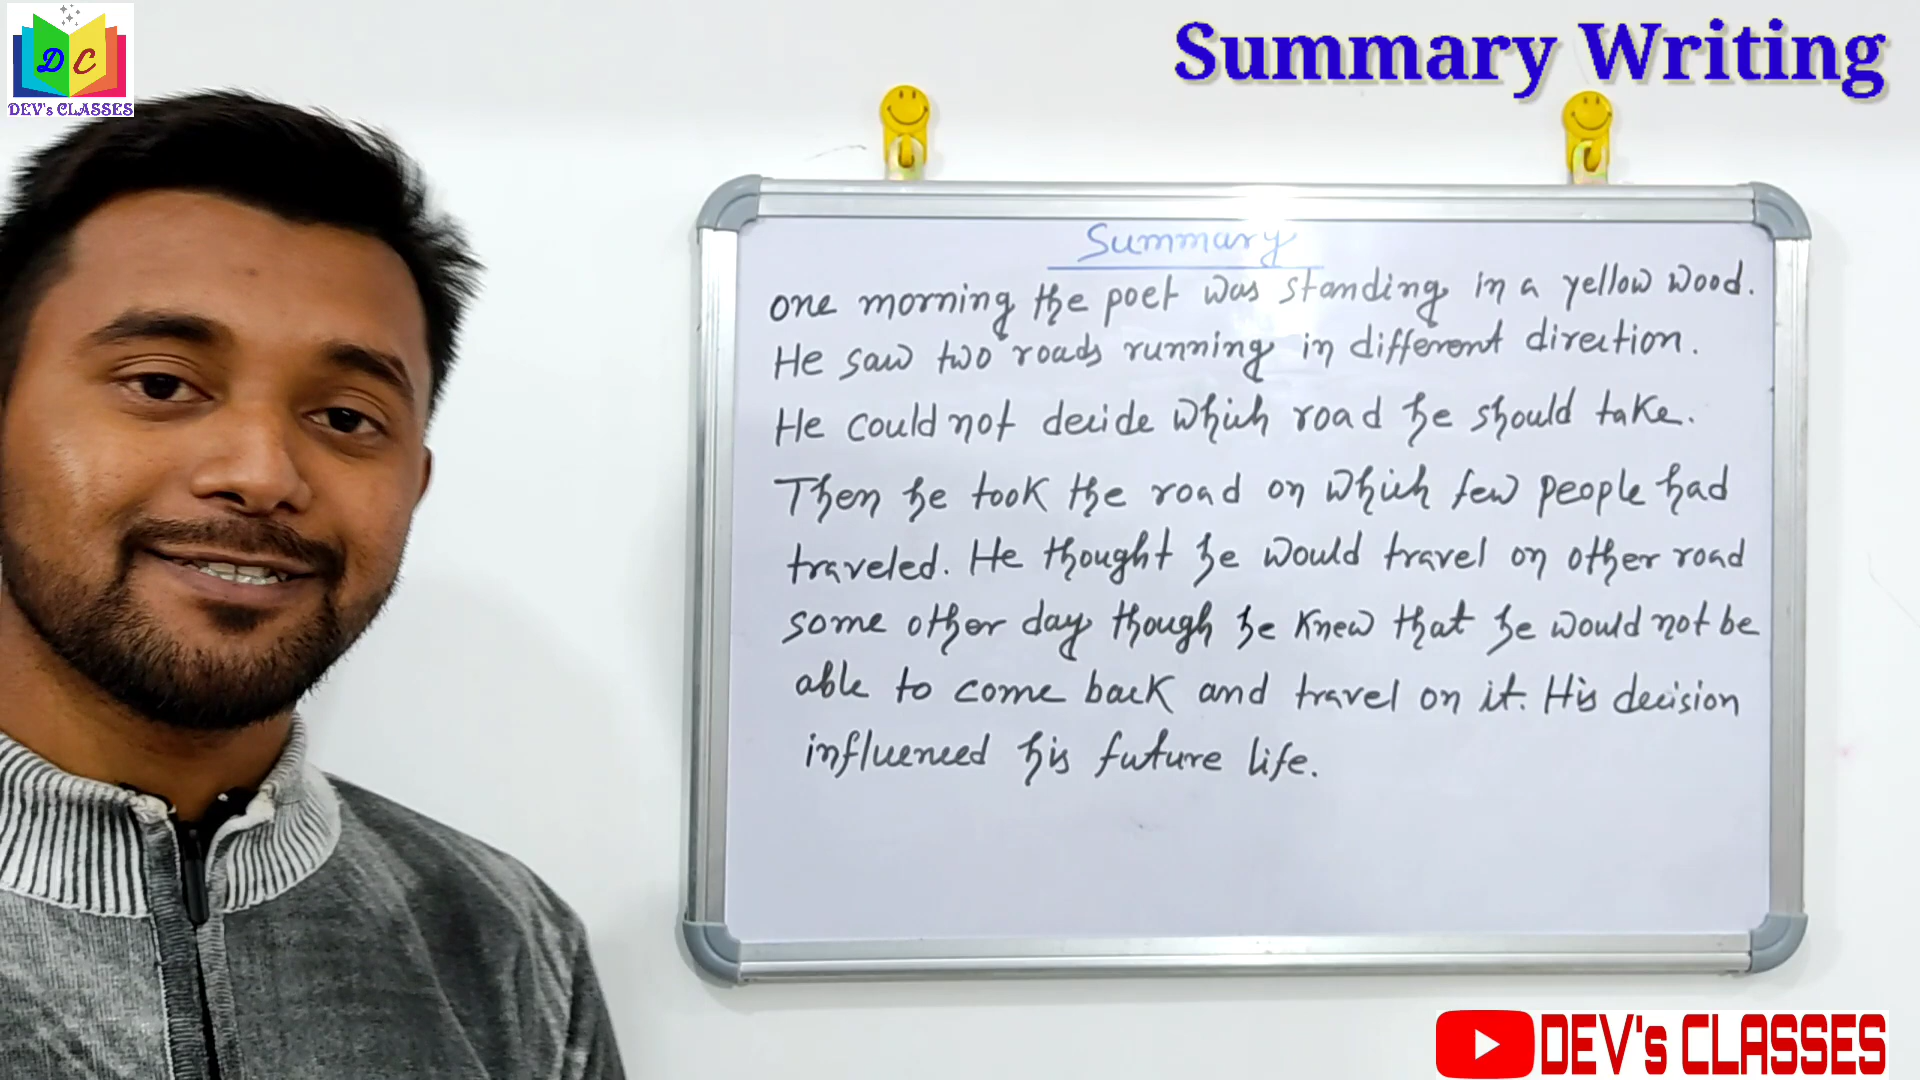 D C
DEV's CLASSES
Summary Writing
Summary
one morning the poet was standing in a yellow wood.
He saw two roads running in different direction.
He could not decide which road he should take.
Then he took the road on which few people had
traveled. He thought he would travel on other road
some other day though he knew that he would not be
able to come back and travel on it. His decision
influenced his future life.
DEV's CLASSES